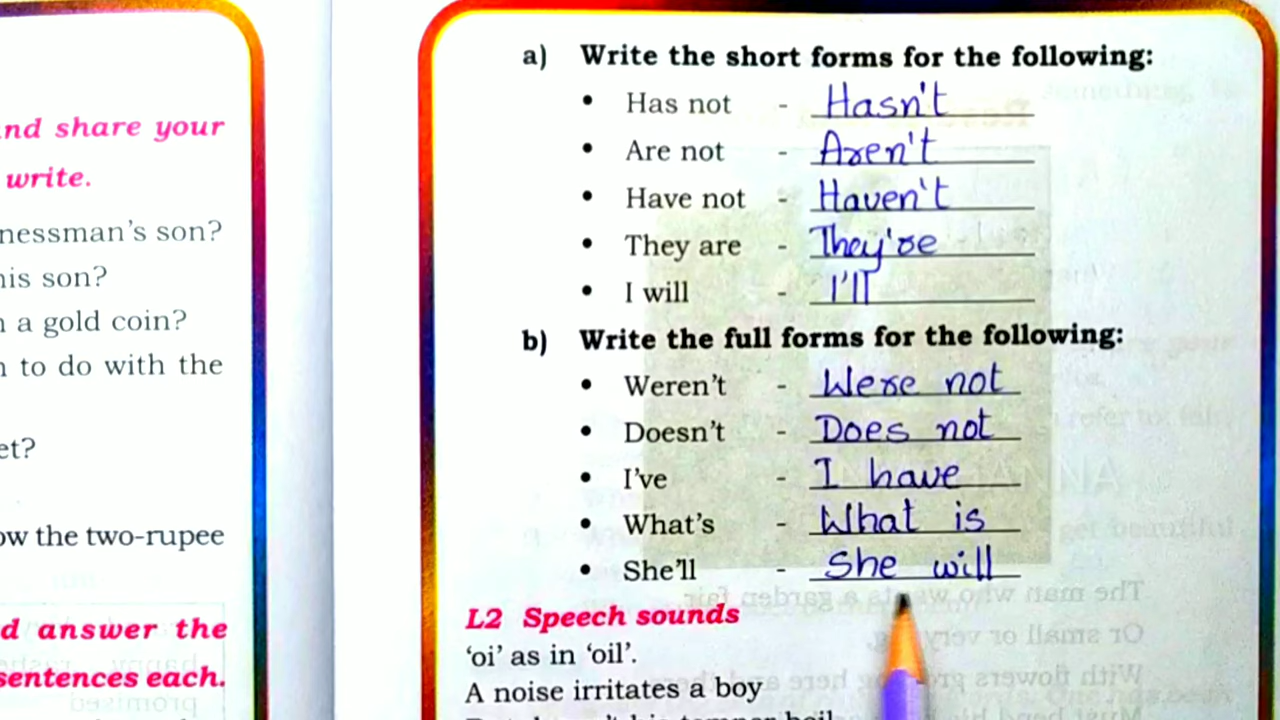 nd share your
write.
nessman's son?
his son?
a gold coin?
to do with the
et?
ow the two-rupee
d answer the
sentences each.
a) Write the short forms for the following:
• Has not - Hasn't
• Are not - Aren't
• Have not - Haven't
• They are - They're
• I will - I'll
b) Write the full forms for the following:
• Weren't - Were not
• Doesn't - Does not
• I've - I have
• What's - What is
• She'll - She will
L2 Speech sounds
'oi' as in 'oil'.
A noise irritates a boy